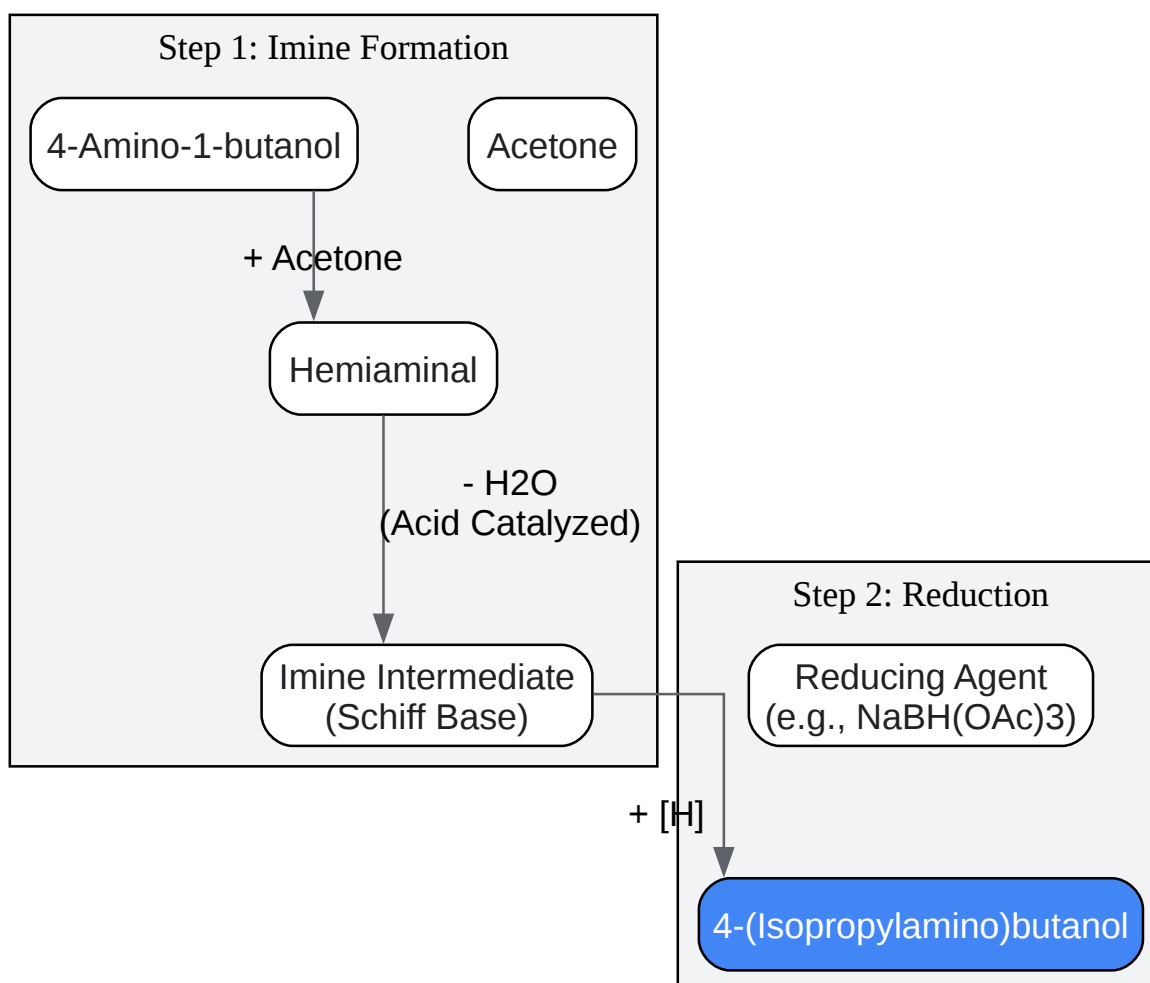 Step 1: Imine Formation
4-Amino-1-butanol
Acetone
+ Acetone
Hemiaminal
- H2O
(Acid Catalyzed)
Imine Intermediate
(Schiff Base)
Step 2: Reduction
Reducing Agent
(e.g., NaBH(OAc)3)
+ [H]
4-(Isopropylamino)butanol